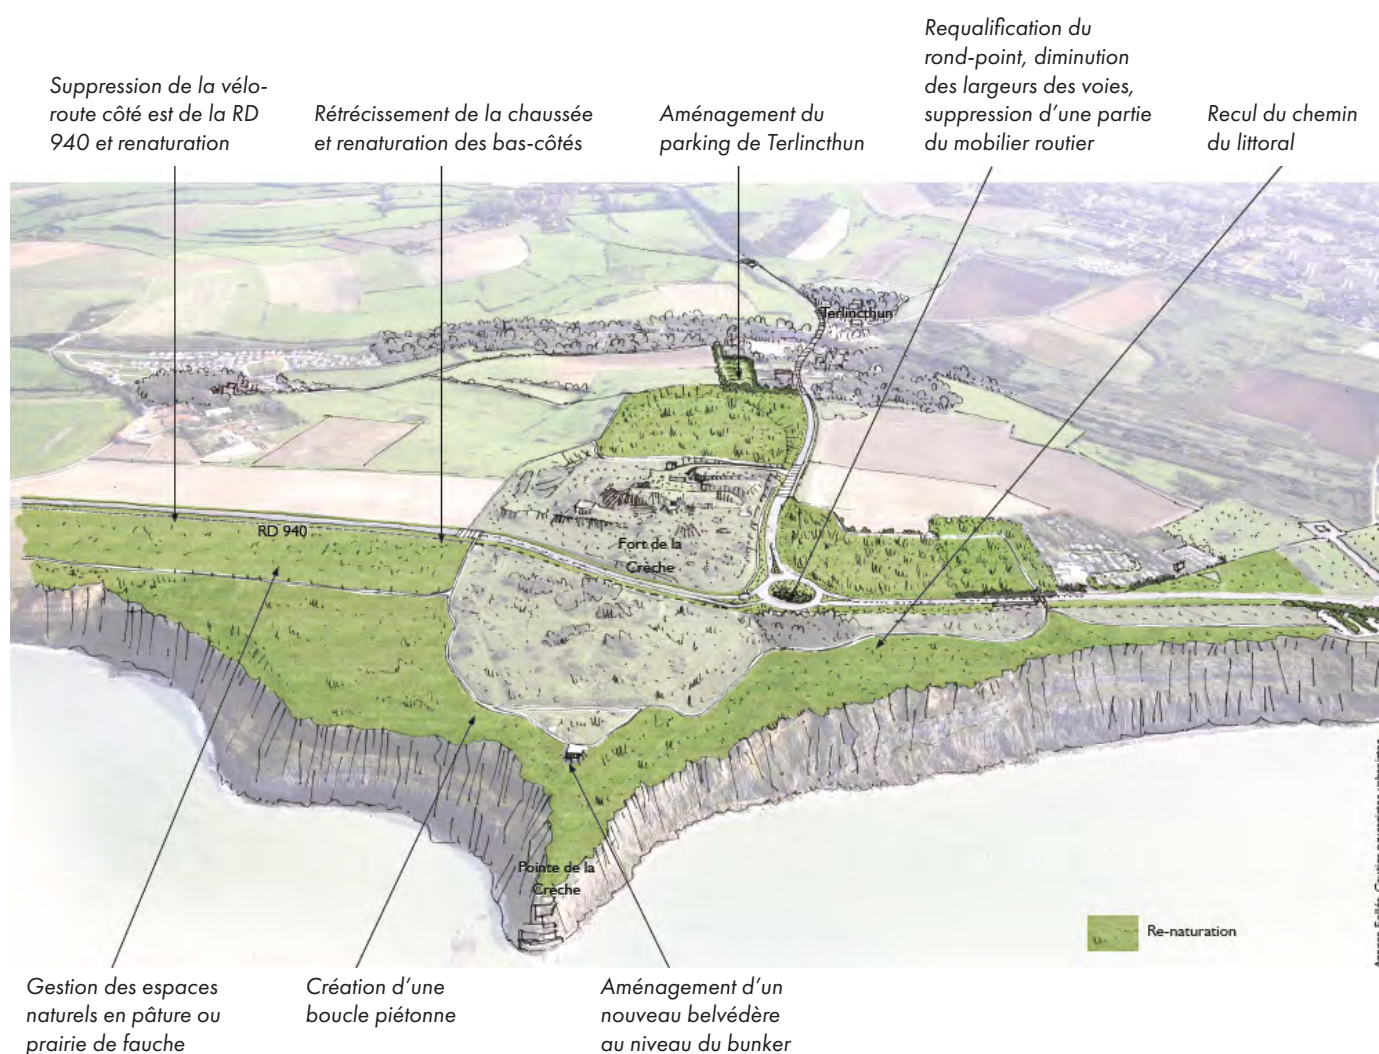 Suppression de la vélo-
route côté est de la RD
940 et renaturation
Rétrécissement de la chaussée
et renaturation des bas-côtés
Aménagement du
parking de Terlincthun
Requalification du
rond-point, diminution
des largeurs des voies,
suppression d’une partie
du mobilier routier
Recul du chemin
du littoral
Terlincthun
RD 940
Fort de la
Crèche
Pointe de la
Crèche
Re-naturation
Gestion des espaces
naturels en pâture ou
prairie de fauche
Création d’une
boucle piétonne
Aménagement d’un
nouveau belvédère
au niveau du bunker